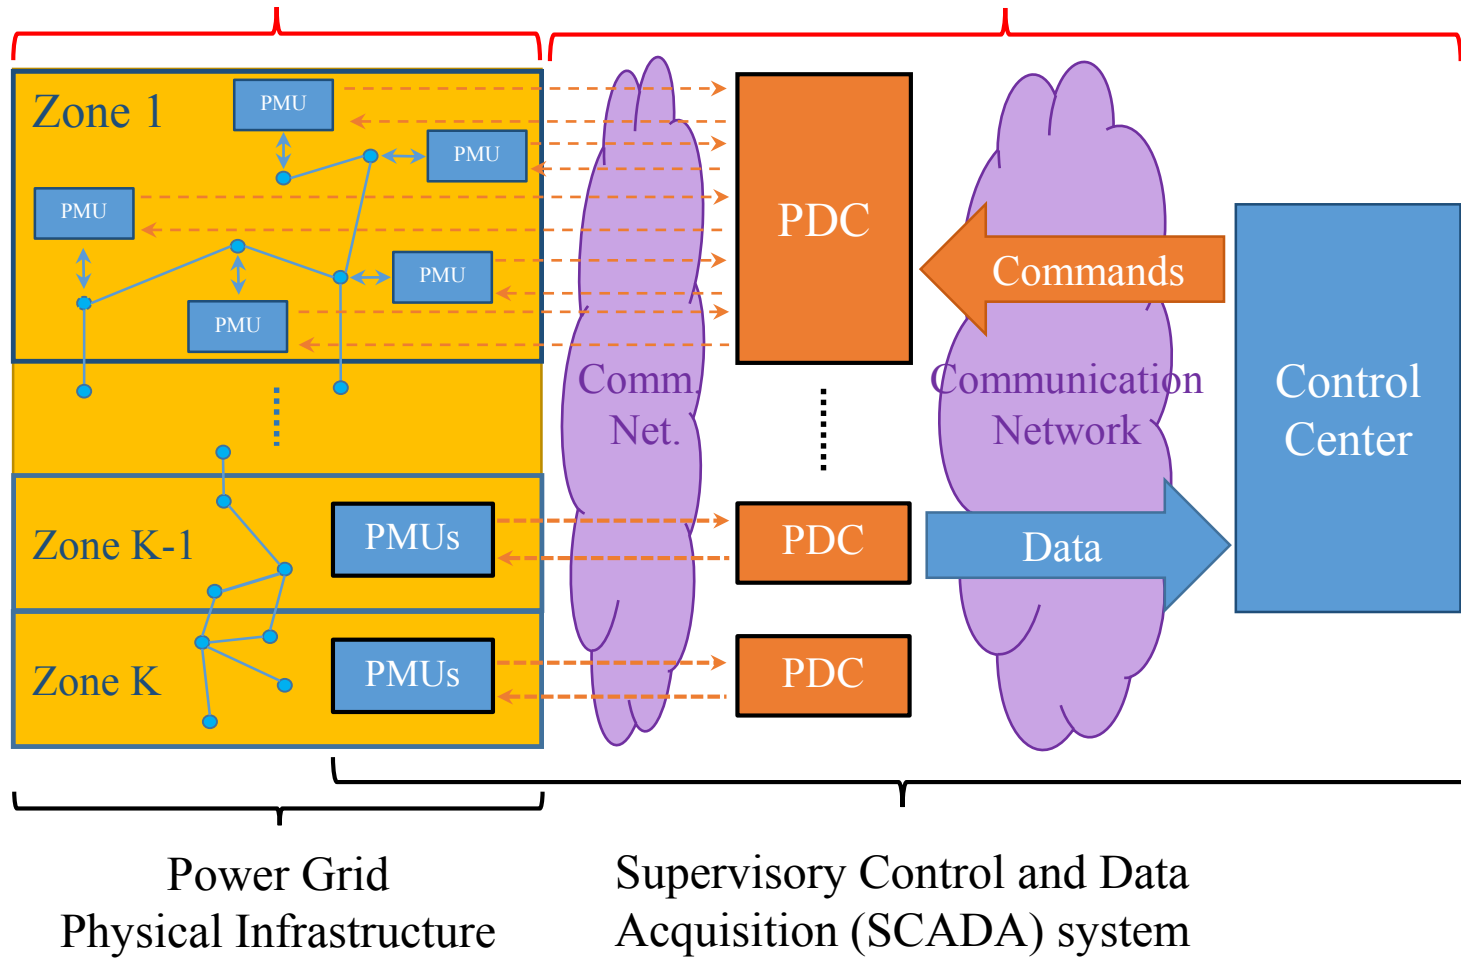 Zone 1
PMU
PMU
PMU
PMU
PMU
PDC
Commands
Comm.
Net.
Communication
Network
Control
Center
Zone K-1
PMUs
PDC
Data
Zone K
PMUs
PDC
Power Grid
Physical Infrastructure
Supervisory Control and Data
Acquisition (SCADA) system